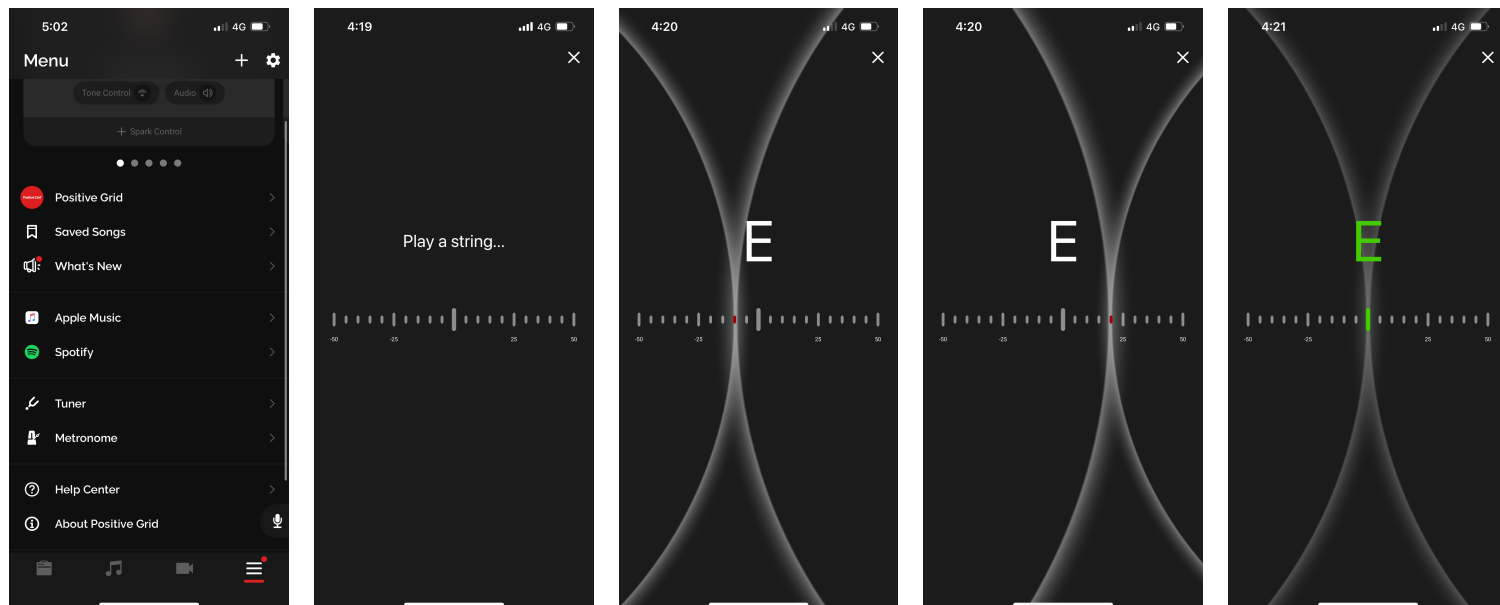 5:02
4G
Menu
Tone Control
Audio
+ Spark Control
Positive Grid
Positive Grid
Saved Songs
What's New
Apple Music
Spotify
Tuner
Metronome
Help Center
About Positive Grid
4:19
4G
Play a string...
-50 -25 25 50
4:20
4G
E
-50 -25 25 50
4:20
4G
E
-50 -25 25 50
4:21
4G
E
-50 -25 25 50